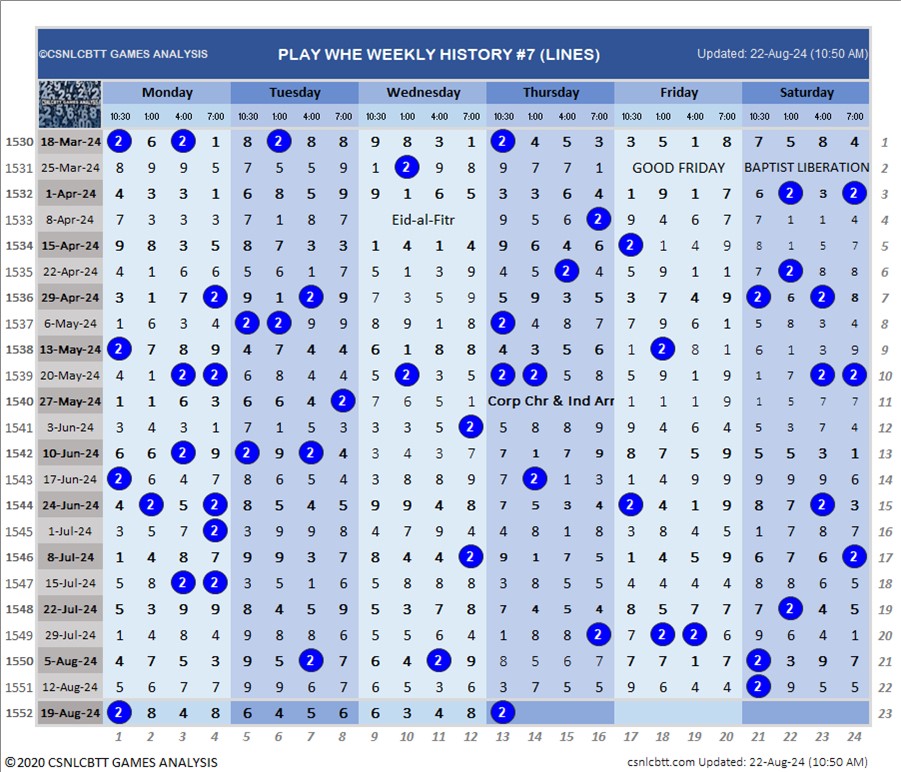 ©CSNLCBTT GAMES ANALYSIS PLAY WHE WEEKLY HISTORY #7 (LINES) Updated: 22-Aug-24 (10:50 AM)
Monday Tuesday Wednesday Thursday Friday Saturday
10:30 1:00 4:00 7:00 10:30 1:00 4:00 7:00 10:30 1:00 4:00 7:00 10:30 1:00 4:00 7:00 10:30 1:00 4:00 7:00 10:30 1:00 4:00 7:00
1530 18-Mar-24 2 6 2 1 8 2 8 8 9 8 3 1 2 4 5 3 3 5 1 8 7 5 8 4 1
1531 25-Mar-24 8 9 9 5 7 5 5 9 1 2 9 8 9 7 7 1 GOOD FRIDAY BAPTIST LIBERATION 2
1532 1-Apr-24 4 3 3 1 6 8 5 9 9 1 6 5 3 3 6 4 1 9 1 7 6 2 3 2 3
1533 8-Apr-24 7 3 3 3 7 1 8 7 Eid-al-Fitr 9 5 6 2 9 4 6 7 7 1 1 4 4
1534 15-Apr-24 9 8 3 5 8 7 3 3 1 4 1 4 9 6 4 6 2 1 4 9 8 1 5 7 5
1535 22-Apr-24 4 1 6 6 5 6 1 7 5 1 3 9 4 5 2 4 5 9 1 1 7 2 8 8 6
1536 29-Apr-24 3 1 7 2 9 1 2 9 7 3 5 9 5 9 3 5 3 7 4 9 2 6 2 8 7
1537 6-May-24 1 6 3 4 2 2 9 9 8 9 1 8 2 4 8 7 7 9 6 1 5 8 3 4 8
1538 13-May-24 2 7 8 9 4 7 4 4 6 1 8 8 4 3 5 6 1 2 8 1 6 1 3 9 9
1539 20-May-24 4 1 2 2 6 8 4 4 5 2 3 5 2 2 5 8 5 9 1 9 1 7 2 2 10
1540 27-May-24 1 1 6 3 6 6 4 2 7 6 5 1 Corp Chr & Ind Arr 1 1 1 9 1 5 7 7 11
1541 3-Jun-24 3 4 3 1 7 1 5 3 3 3 5 2 5 8 8 9 9 4 6 4 5 3 7 4 12
1542 10-Jun-24 6 6 2 9 2 9 2 4 3 4 3 7 7 1 7 9 8 7 5 9 5 5 3 1 13
1543 17-Jun-24 2 6 4 7 8 5 4 6 3 8 8 9 7 2 1 3 1 4 9 9 9 9 9 6 14
1544 24-Jun-24 4 2 5 2 8 5 4 5 9 9 4 8 7 5 3 4 2 4 1 9 8 7 2 3 15
1545 1-Jul-24 3 5 7 2 3 9 9 8 4 7 9 4 4 8 1 8 3 8 4 5 1 7 8 7 16
1546 8-Jul-24 1 4 8 7 9 9 3 7 8 4 4 2 9 1 7 5 1 4 5 9 6 7 6 2 17
1547 15-Jul-24 5 8 2 2 3 5 1 6 5 8 8 8 3 8 5 5 4 4 4 4 8 8 6 5 18
1548 22-Jul-24 5 3 9 9 8 4 5 9 5 3 7 8 7 4 5 4 8 5 7 7 7 2 4 5 19
1549 29-Jul-24 1 4 8 4 9 8 8 6 5 5 6 4 1 8 8 2 7 2 2 6 9 6 4 1 20
1550 5-Aug-24 4 7 5 3 9 5 2 7 6 4 2 9 8 5 6 7 7 7 1 7 2 3 9 7 21
1551 12-Aug-24 5 6 7 7 9 9 6 7 6 5 3 6 3 7 5 5 9 6 4 4 2 9 5 5 22
1552 19-Aug-24 2 8 4 8 6 4 5 6 6 3 4 8 2 23
1 2 3 4 5 6 7 8 9 10 11 12 13 14 15 16 17 18 19 20 21 22 23 24
©2020 CSNLCBTT GAMES ANALYSIS csnlcbtt.com Updated: 22-Aug-24 (10:50 AM)